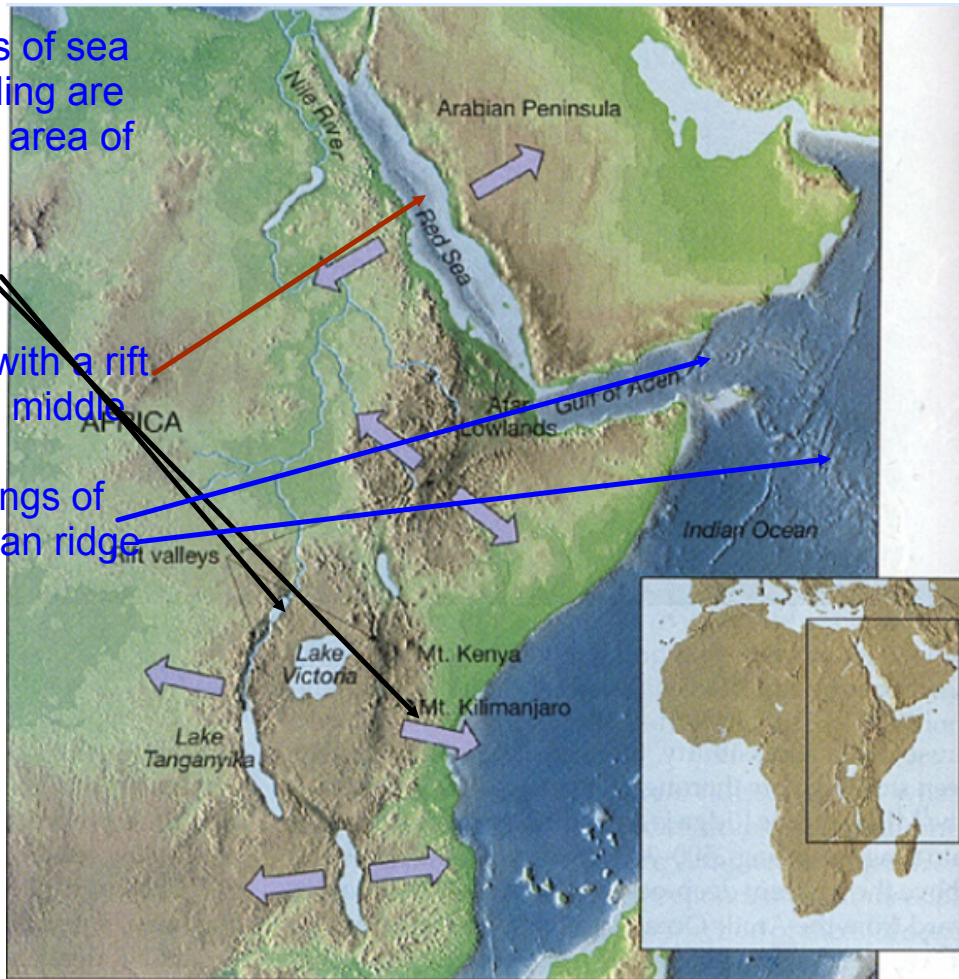 s of sea
ling are
area of
with a rift
middle
ngs of
an ridge
Nile River
Arabian Peninsula
Red Sea
AFRICA
Afar
Lowlands
Gulf of Aden
Indian Ocean
Rift valleys
Lake
Victoria
Mt. Kenya
Mt. Kilimanjaro
Lake
Tanganyika